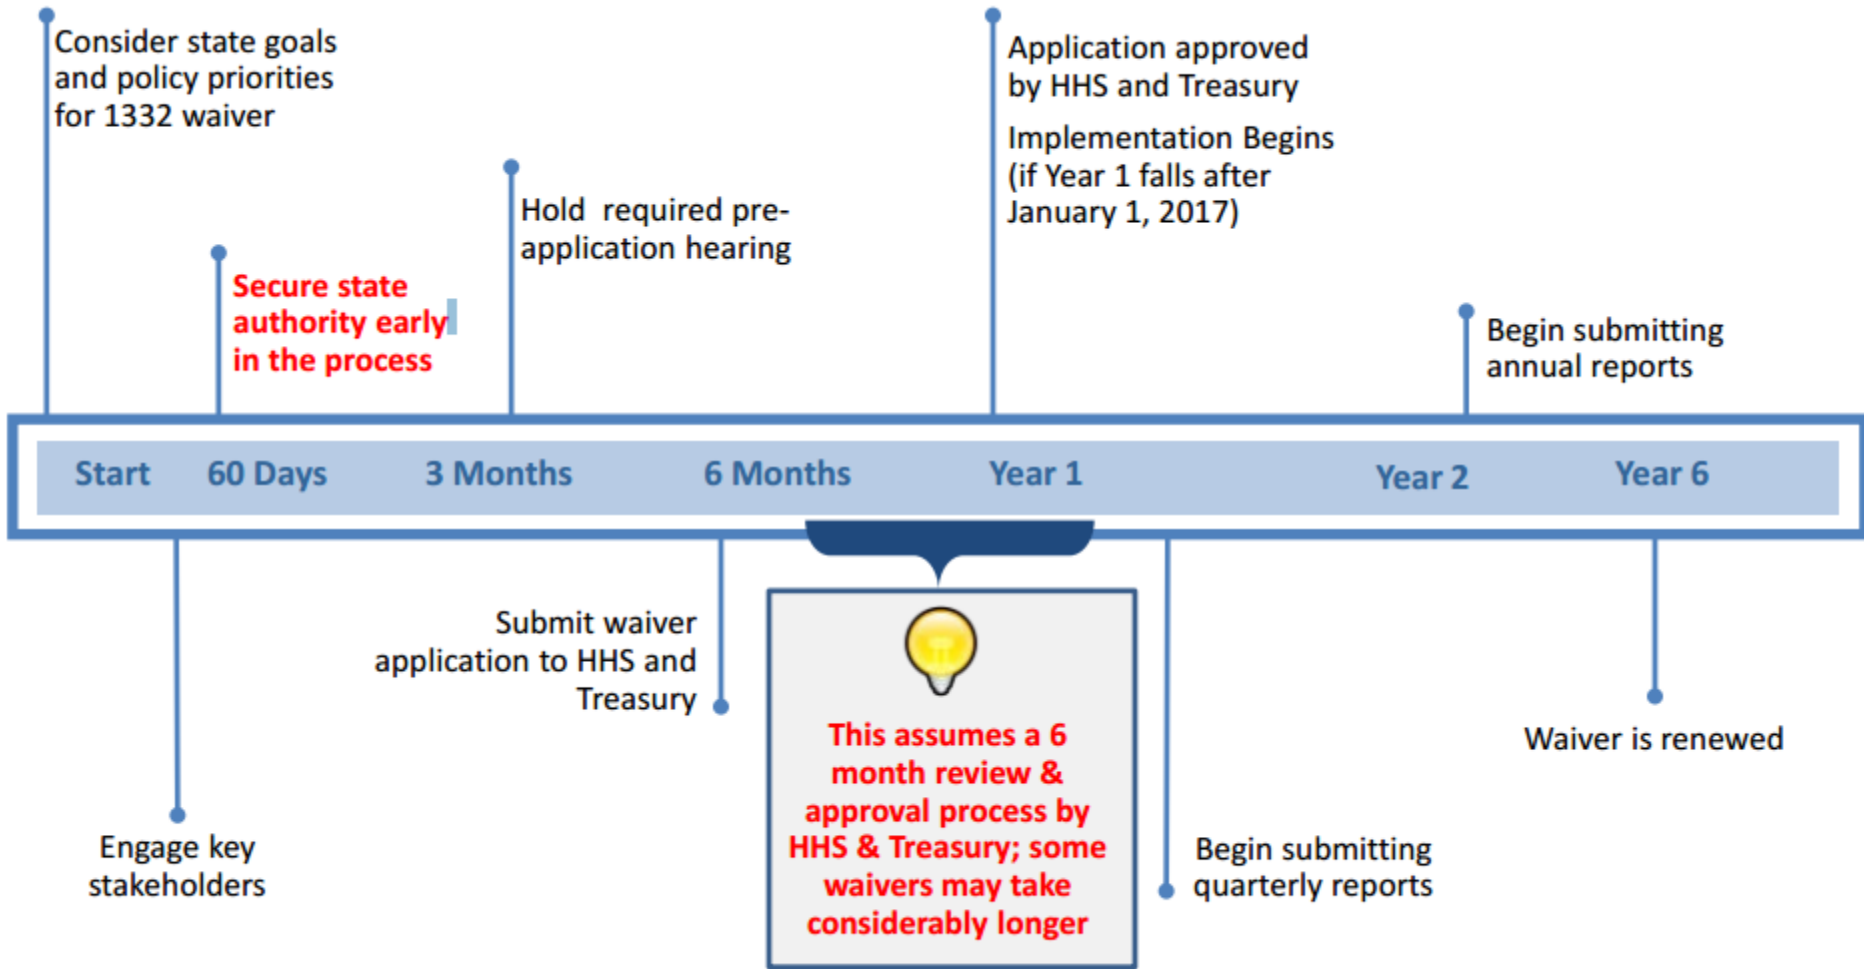 Consider state goals
and policy priorities
for 1332 waiver
Secure state
authority early
in the process
Hold required pre-
application hearing
Application approved
by HHS and Treasury
Implementation Begins
(if Year 1 falls after
January 1, 2017)
Begin submitting
annual reports
Start
60 Days
3 Months
6 Months
Year 1
Year 2
Year 6
Engage key
stakeholders
Submit waiver
application to HHS and
Treasury
This assumes a 6
month review &
approval process by
HHS & Treasury; some
waivers may take
considerably longer
Begin submitting
quarterly reports
Waiver is renewed